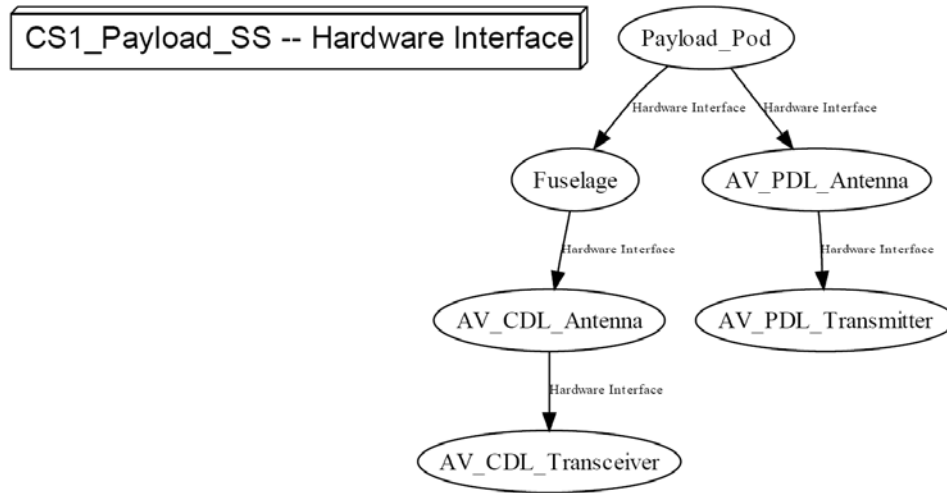 CS1_Payload_SS -- Hardware Interface
Payload_Pod
Hardware Interface
Hardware Interface
Fuselage
AV_PDL_Antenna
Hardware Interface
Hardware Interface
AV_CDL_Antenna
AV_PDL_Transmitter
Hardware Interface
AV_CDL_Transceiver